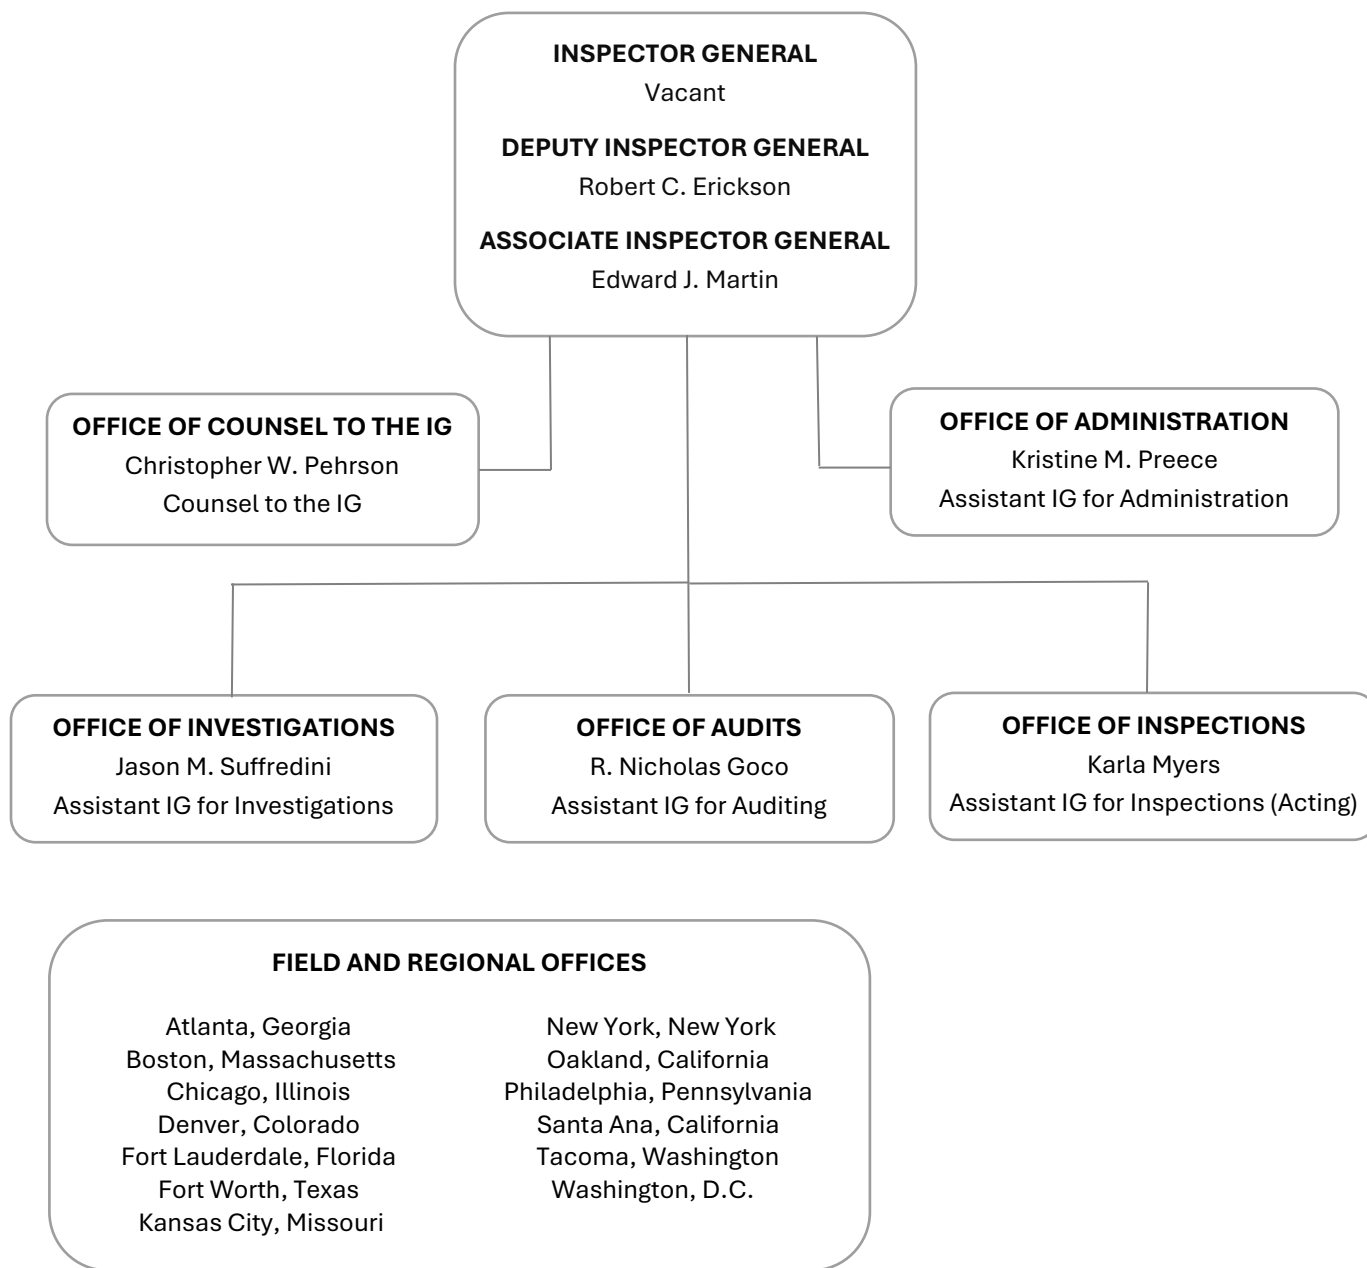 INSPECTOR GENERAL
Vacant
DEPUTY INSPECTOR GENERAL
Robert C. Erickson
ASSOCIATE INSPECTOR GENERAL
Edward J. Martin
OFFICE OF COUNSEL TO THE IG
Christopher W. Pehrson
Counsel to the IG
OFFICE OF ADMINISTRATION
Kristine M. Preece
Assistant IG for Administration
OFFICE OF INVESTIGATIONS
Jason M. Suffredini
Assistant IG for Investigations
OFFICE OF AUDITS
R. Nicholas Goco
Assistant IG for Auditing
OFFICE OF INSPECTIONS
Karla Myers
Assistant IG for Inspections (Acting)
FIELD AND REGIONAL OFFICES
Atlanta, Georgia
Boston, Massachusetts
Chicago, Illinois
Denver, Colorado
Fort Lauderdale, Florida
Fort Worth, Texas
Kansas City, Missouri
New York, New York
Oakland, California
Philadelphia, Pennsylvania
Santa Ana, California
Tacoma, Washington
Washington, D.C.